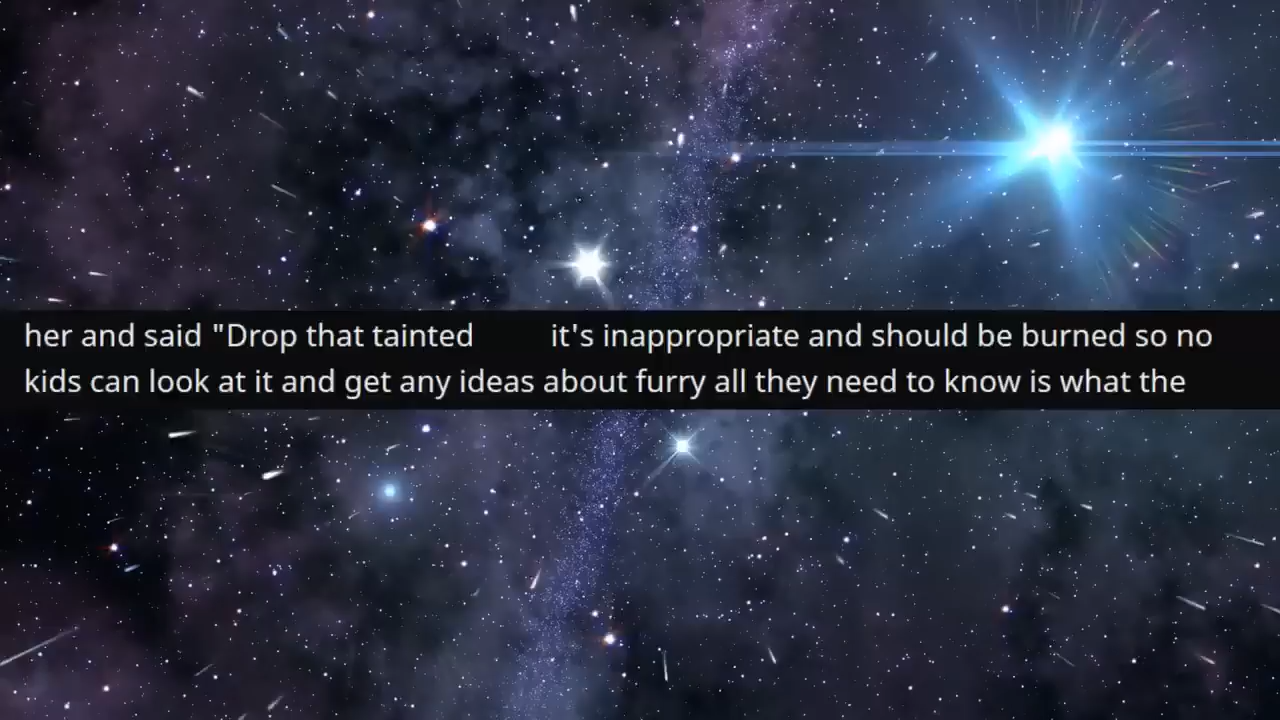 her and said "Drop that tainted it's inappropriate and should be burned so no
kids can look at it and get any ideas about furry all they need to know is what the